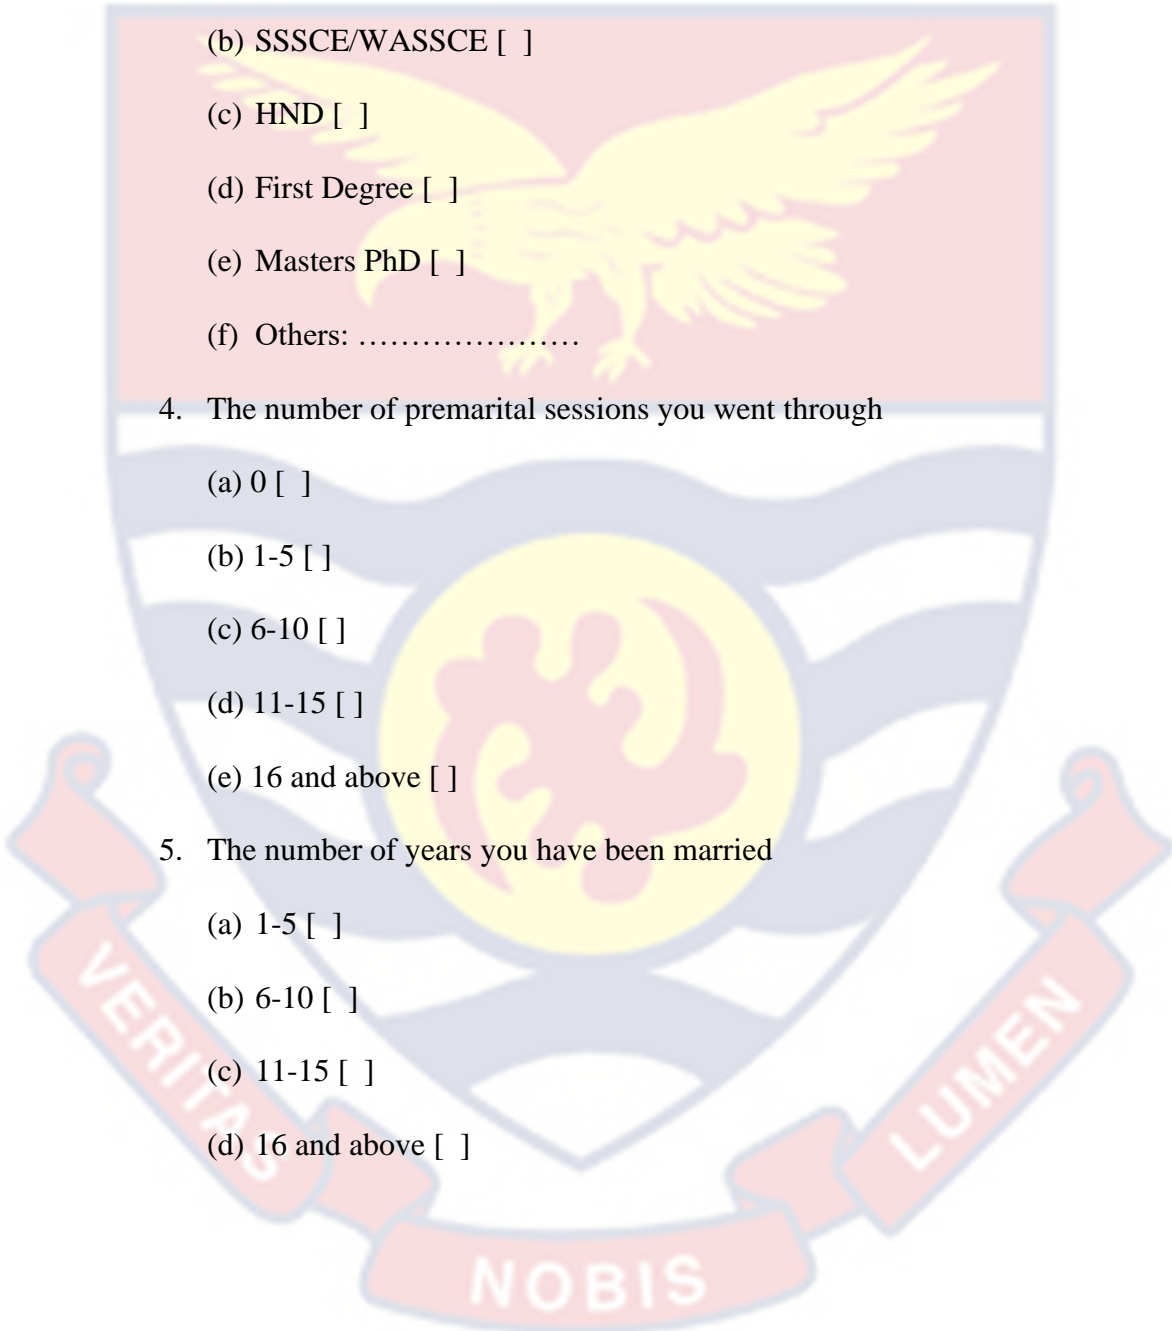 (b) SSSCE/WASSCE [ ]
(c) HND [ ]
(d) First Degree [ ]
(e) Masters PhD [ ]
(f) Others: …………………
4. The number of premarital sessions you went through
(a) 0 [ ]
(b) 1-5 [ ]
(c) 6-10 [ ]
(d) 11-15 [ ]
(e) 16 and above [ ]
5. The number of years you have been married
(a) 1-5 [ ]
(b) 6-10 [ ]
(c) 11-15 [ ]
(d) 16 and above [ ]
VERITAS
NOBIS
LUMEN